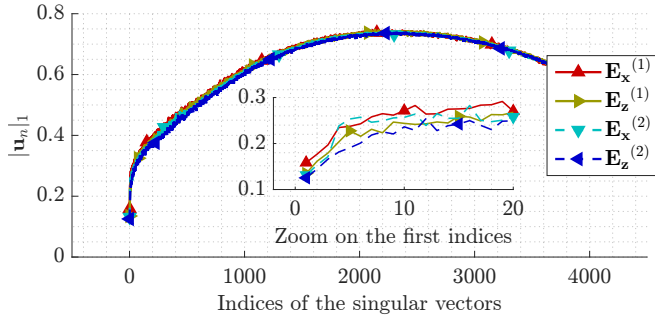 0.8
0.6
0.4
0.2
0
|u_n|_1
0 1000 2000 3000 4000
Indices of the singular vectors
0.3
0.2
0.1
0 10 20
Zoom on the first indices
E_x^(1)
E_z^(1)
E_x^(2)
E_z^(2)